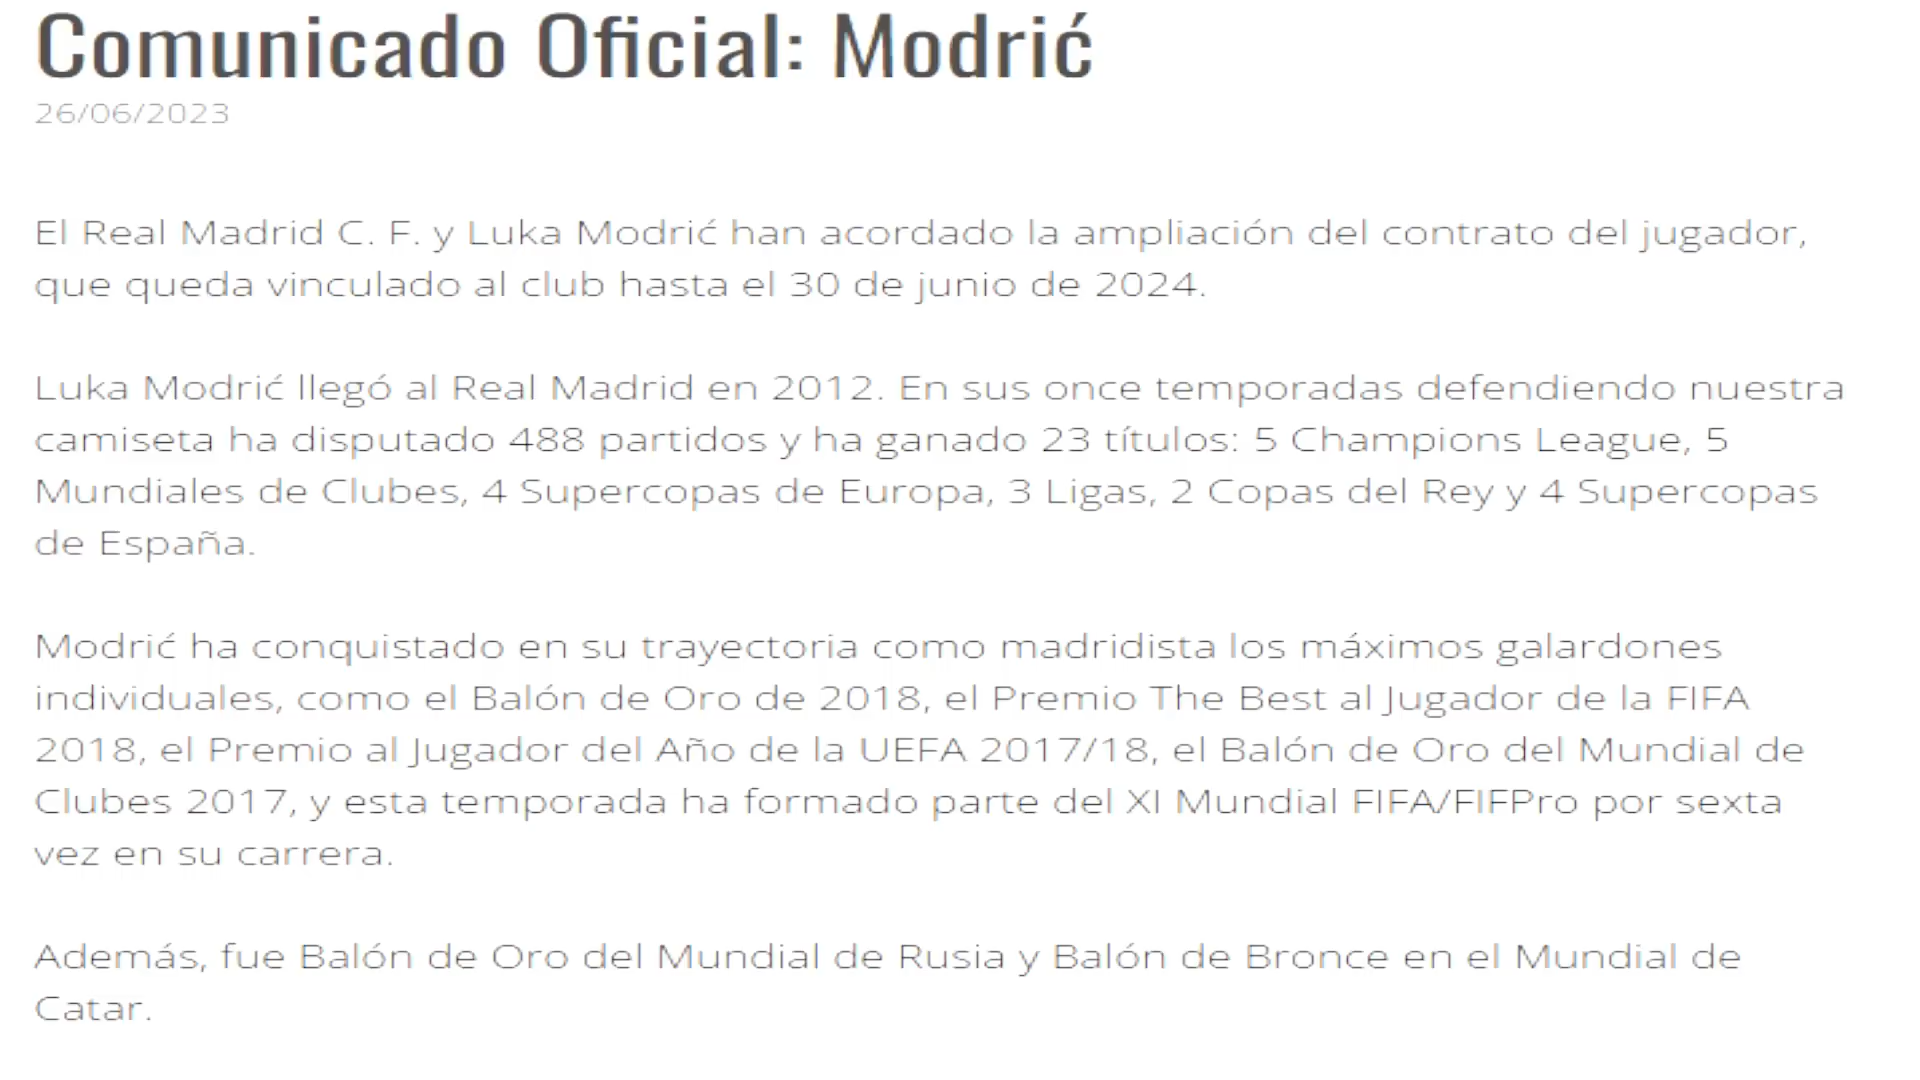 Comunicado Oficial: Modrić
26/06/2023
El Real Madrid C. F. y Luka Modrić han acordado la ampliación del contrato del jugador,
que queda vinculado al club hasta el 30 de junio de 2024.
Luka Modrić llegó al Real Madrid en 2012. En sus once temporadas defendiendo nuestra
camiseta ha disputado 488 partidos y ha ganado 23 títulos: 5 Champions League, 5
Mundiales de Clubes, 4 Supercopas de Europa, 3 Ligas, 2 Copas del Rey y 4 Supercopas
de España.
Modrić ha conquistado en su trayectoria como madridista los máximos galardones
individuales, como el Balón de Oro de 2018, el Premio The Best al Jugador de la FIFA
2018, el Premio al Jugador del Año de la UEFA 2017/18, el Balón de Oro del Mundial de
Clubes 2017, y esta temporada ha formado parte del XI Mundial FIFA/FIFPro por sexta
vez en su carrera.
Además, fue Balón de Oro del Mundial de Rusia y Balón de Bronce en el Mundial de
Catar.